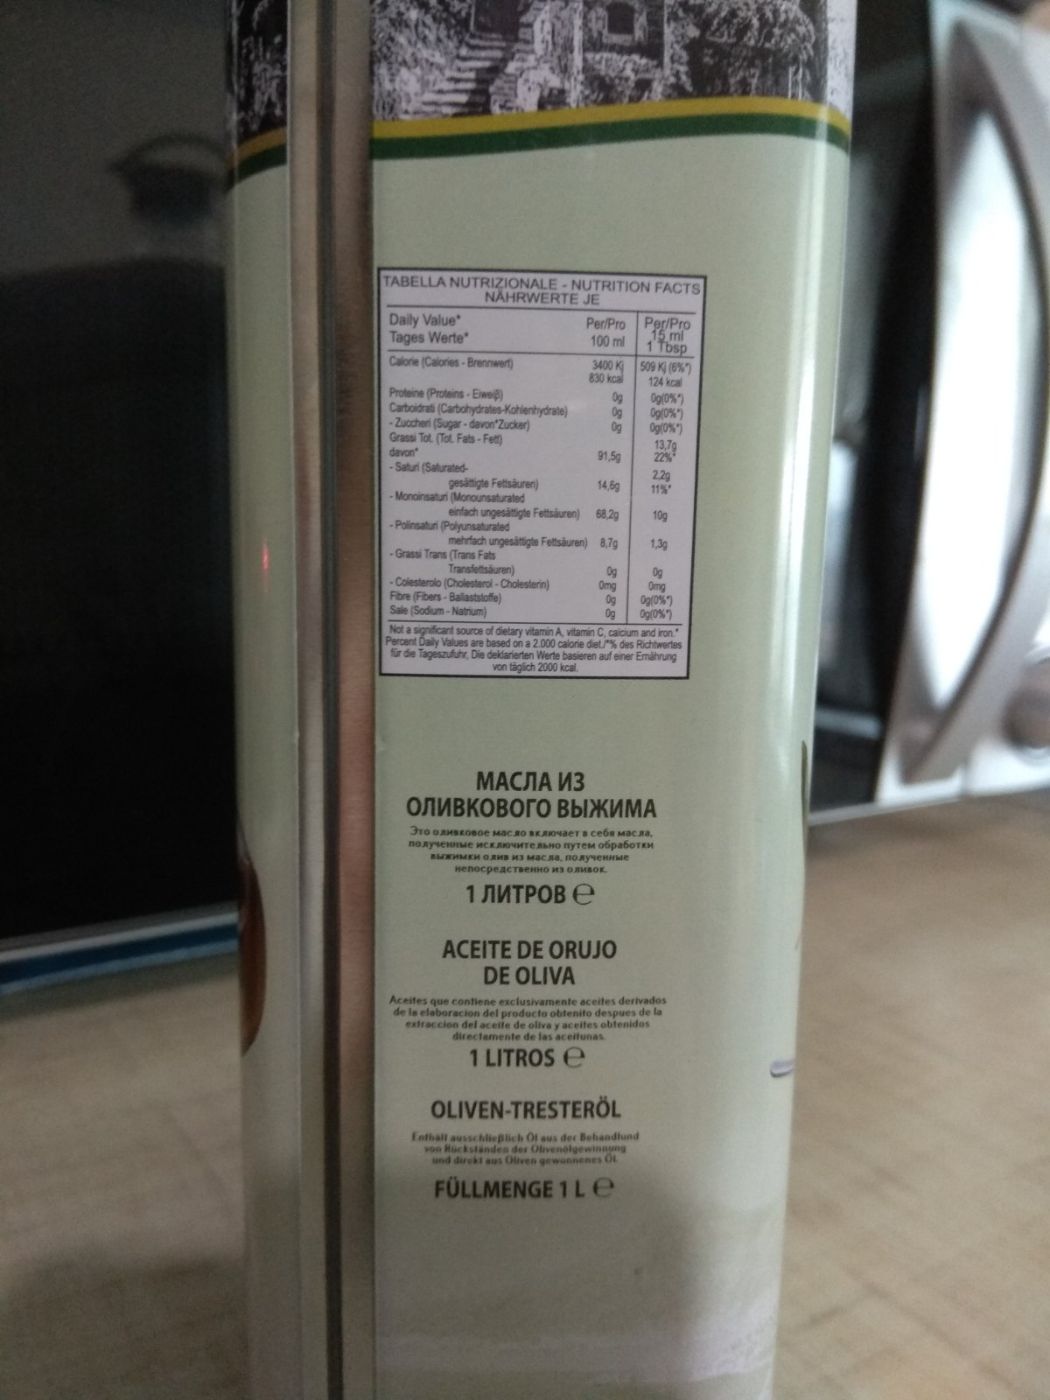 TABELLA NUTRIZIONALE - NUTRITION FACTS
NÄHRWERTE JE
Daily Value* Per/Pro Per/Pro
Tages Werte* 100 ml 15 ml
1 Tbsp
Calorie (Calories - Brennwert) 3400 Kj 509 Kj (6%*)
830 kcal 124 kcal
Proteine (Proteins - Eiweiβ) 0g 0g(0%*)
Carboidrati (Carbohydrates-Kohlenhydrate) 0g 0g(0%*)
- Zuccheri (Sugar - davon*Zucker) 0g 0g(0%*)
Grassi Tot. (Tot. Fats - Fett) 13,7g
davon* 91,5g 22%*
- Saturi (Saturated- 2,2g
gesättigte Fettsäuren) 14,6g 11%*
- Monoinsaturi (Monounsaturated
einfach ungesättigte Fettsäuren) 68,2g 10g
- Polinsaturi (Polyunsaturated
mehrfach ungesättigte Fettsäuren) 8,7g 1,3g
- Grassi Trans (Trans Fats
Transfettsäuren) 0g 0g
- Colesterolo (Cholesterol - Cholesterin) 0mg 0mg
Fibre (Fibers - Ballaststoffe) 0g 0g(0%*)
Sale (Sodium - Natrium) 0g 0g(0%*)
Not a significant source of dietary vitamin A, vitamin C, calcium and iron.*
Percent Daily Values are based on a 2.000 calorie diet./*% des Richtwertes
für die Tageszufuhr, Die deklarierten Werte basieren auf einer Ernährung
von täglich 2000 kcal.
МАСЛА ИЗ
ОЛИВКОВОГО ВЫЖИМА
Это оливковое масло включает в себя масла,
полученные исключительно путем обработки
выжимки олив из масла, полученные
непосредственно из оливок.
1 ЛИТРОВ ℮
ACEITE DE ORUJO
DE OLIVA
Aceites que contiene exclusivamente aceites derivados
de la elaboracion del producto obtenito despues de la
extraccion del aceite de oliva y aceites obtenidos
directamente de las aceitunas.
1 LITROS ℮
OLIVEN-TRESTERÖL
Enthält ausschließlich Öl aus der Behandlund
von Rückständen der Olivenölgewinnung
und direkt aus Oliven gewonnenes Öl.
FÜLLMENGE 1 L ℮